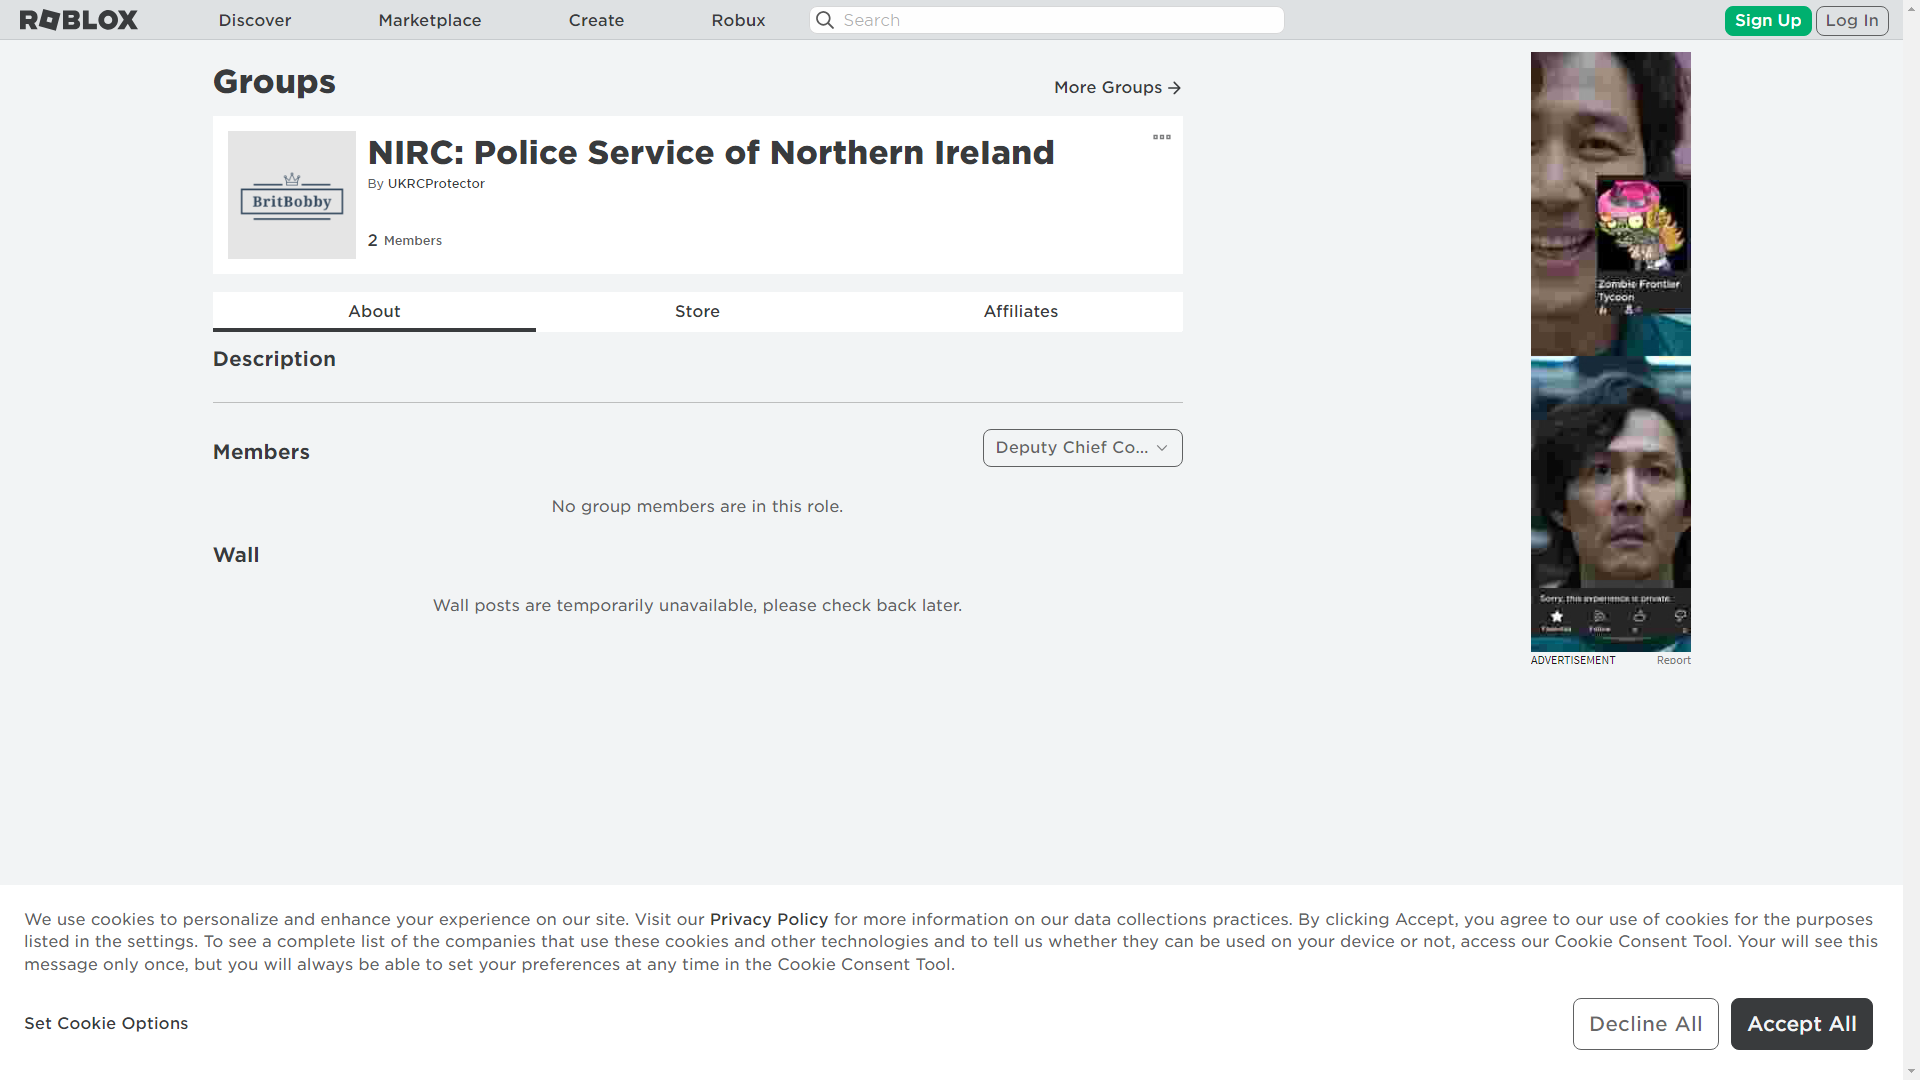 ROBLOX
Discover
Marketplace
Create
Robux
Search
Sign Up
Log In
Groups
More Groups
NIRC: Police Service of Northern Ireland
By UKRCProtector
BritBobby
2 Members
About
Store
Affiliates
Description
Members
Deputy Chief Co...
No group members are in this role.
Wall
Wall posts are temporarily unavailable, please check back later.
Zombie Frontier
Tycoon
Sorry, this experience is private.
Favorites
Follow
ADVERTISEMENT
Report
We use cookies to personalize and enhance your experience on our site. Visit our Privacy Policy for more information on our data collections practices. By clicking Accept, you agree to our use of cookies for the purposes
listed in the settings. To see a complete list of the companies that use these cookies and other technologies and to tell us whether they can be used on your device or not, access our Cookie Consent Tool. Your will see this
message only once, but you will always be able to set your preferences at any time in the Cookie Consent Tool.
Set Cookie Options
Decline All
Accept All